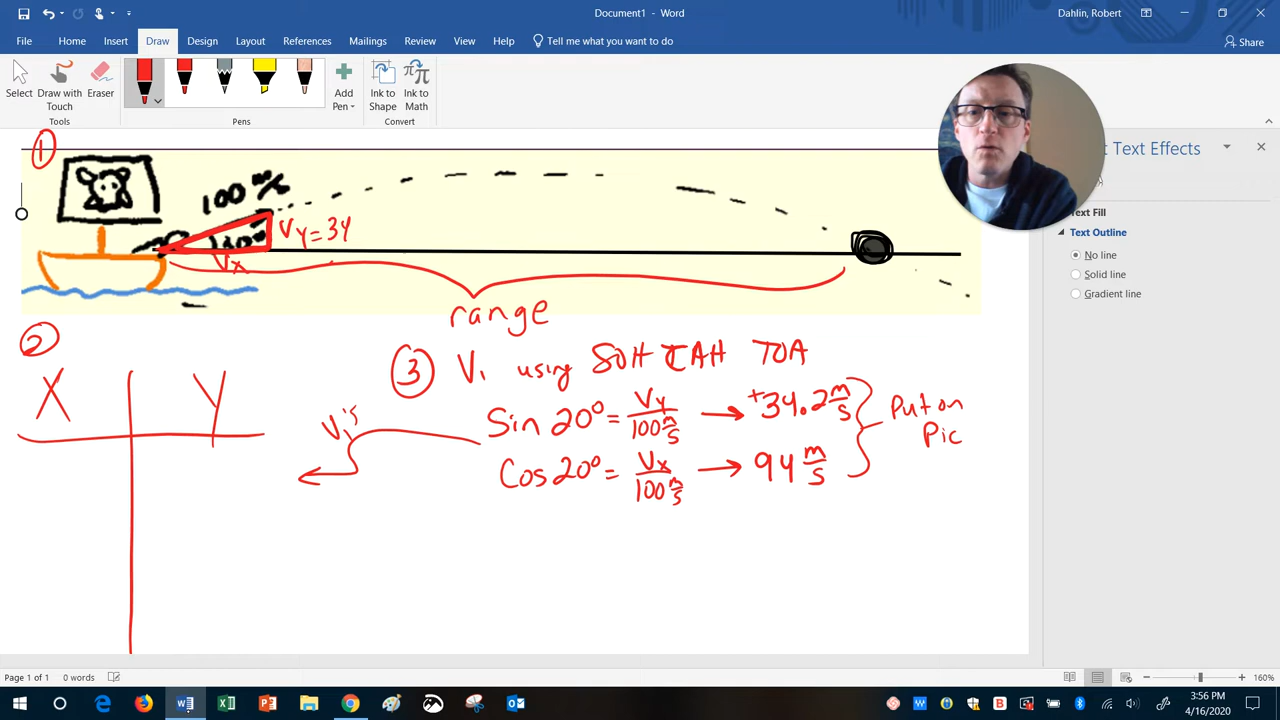 Document1 - Word
Dahlin, Robert
File Home Insert Draw Design Layout References Mailings Review View Help Tell me what you want to do
Share
Select
Draw with Touch
Eraser
Add Pen
Ink to Shape
Ink to Math
Tools
Pens
Convert
Text Effects
Text Fill
Text Outline
No line
Solid line
Gradient line
①
100 m/s
Vy = 34
Vx
range
②
X Y
③ V₁ using SOH CAH TOA
V₁'s
Sin 20° = Vy/100 m/s → +34.2 m/s
Cos 20° = Vx/100 m/s → 94 m/s
Put on
Pic
Page 1 of 1 0 words
160%
3:56 PM
4/16/2020